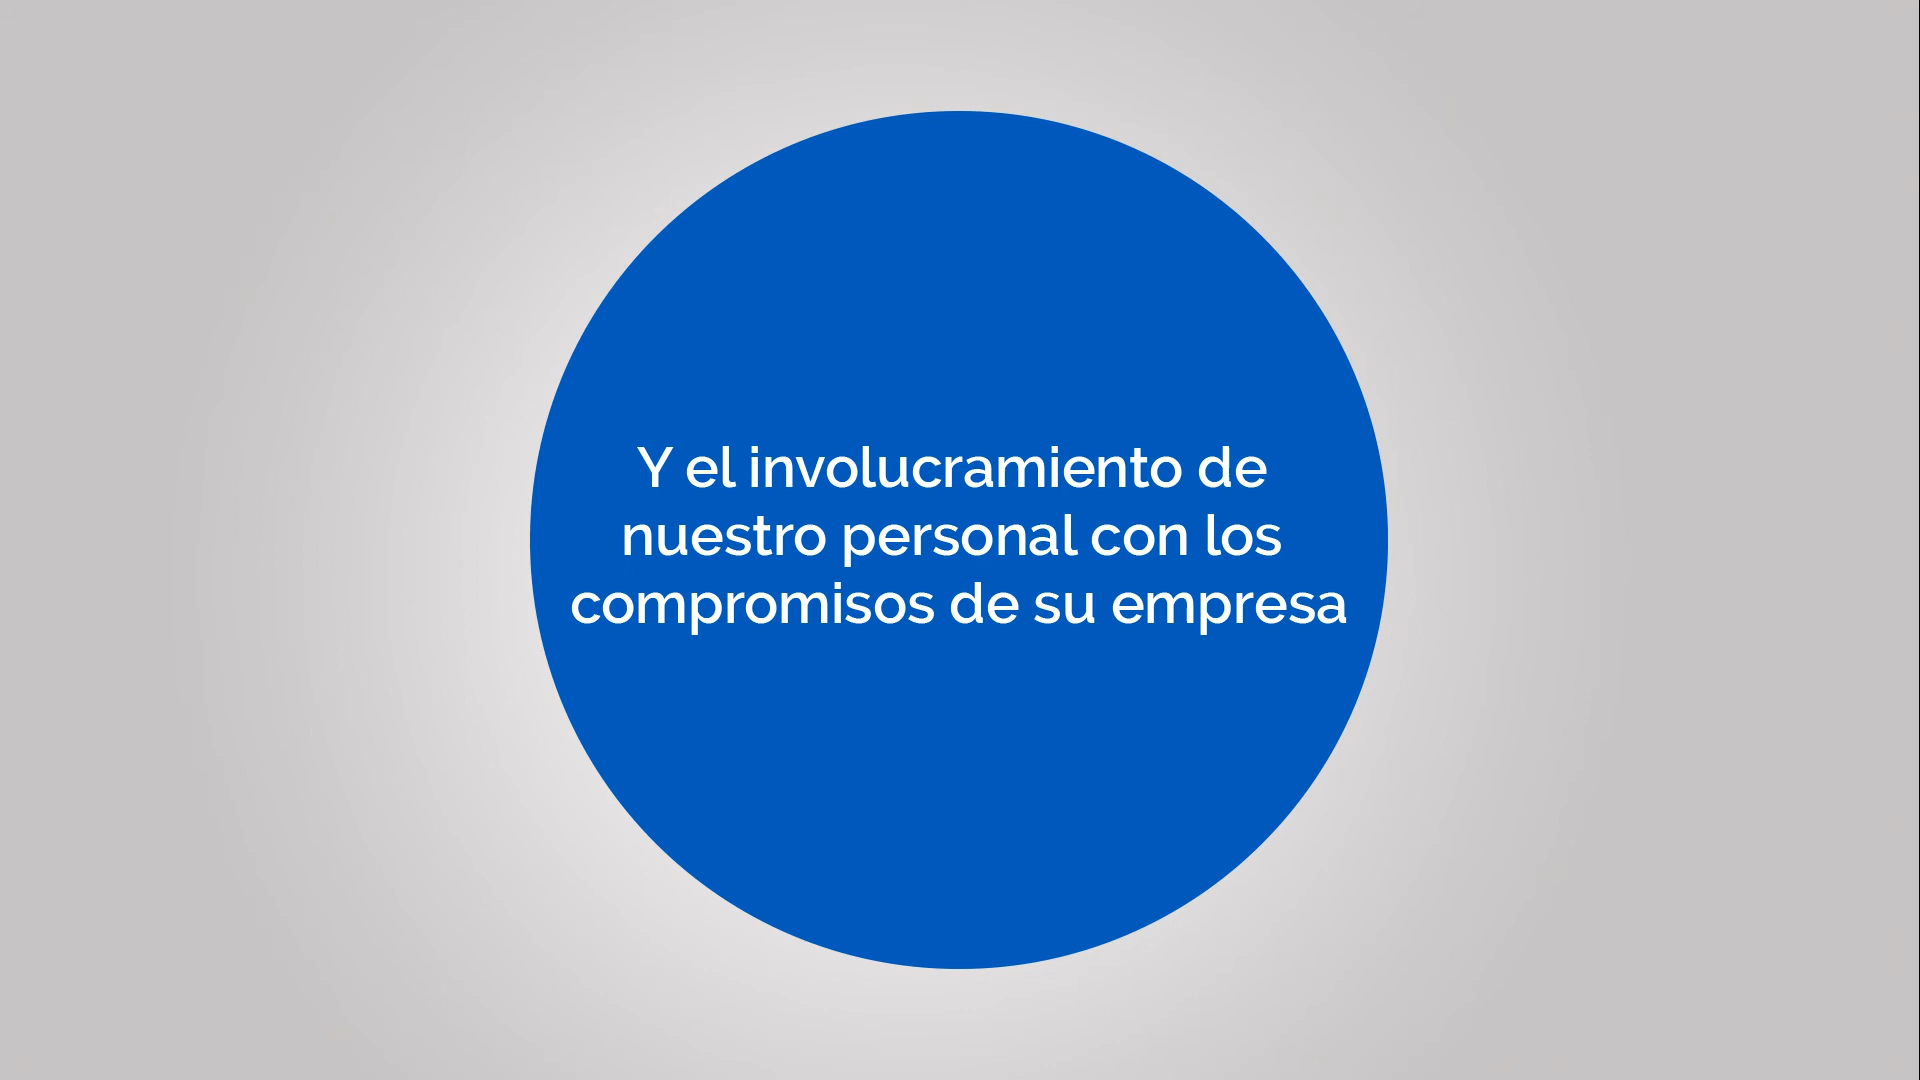 Y el involucramiento de
nuestro personal con los
compromisos de su empresa